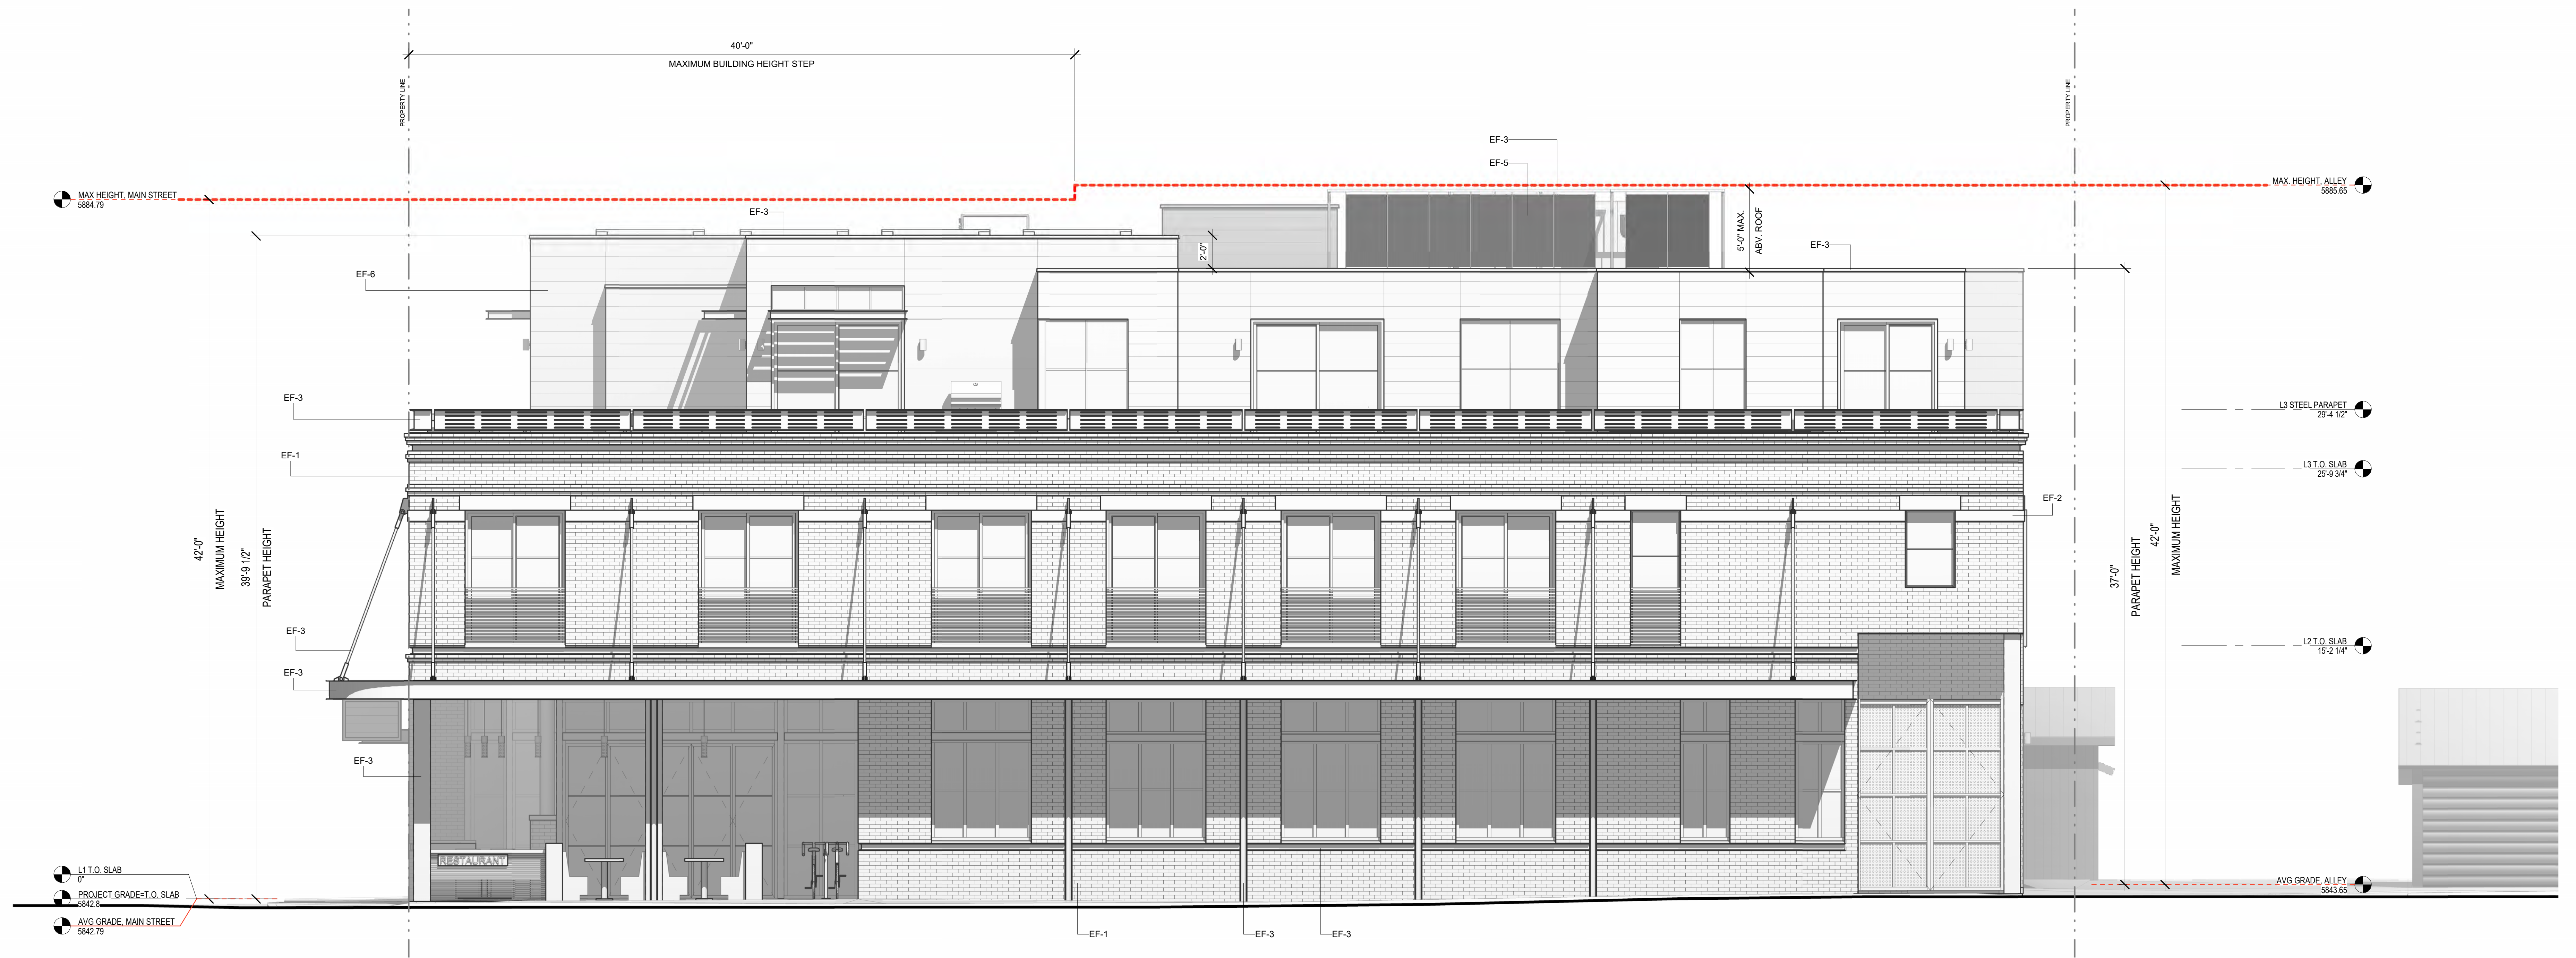 40'-0"
MAXIMUM BUILDING HEIGHT STEP
PROPERTY LINE
PROPERTY LINE
EF-3
EF-5
MAX HEIGHT, MAIN STREET
5884.79
MAX. HEIGHT, ALLEY
5885.65
EF-3
5'-0" MAX.
ABV. ROOF
2'-0"
EF-3
EF-6
EF-3
L3 STEEL PARAPET
29'-4 1/2"
EF-1
L3 T.O. SLAB
25'-9 3/4"
EF-2
42'-0"
MAXIMUM HEIGHT
39'-9 1/2"
PARAPET HEIGHT
37'-0"
PARAPET HEIGHT
42'-0"
MAXIMUM HEIGHT
EF-3
L2 T.O. SLAB
15'-2 1/4"
EF-3
EF-3
RESTAURANT
L1 T.O. SLAB
0"
PROJECT GRADE=T.O. SLAB
5842.8
AVG GRADE, MAIN STREET
5842.79
AVG GRADE, ALLEY
5843.65
EF-1
EF-3
EF-3